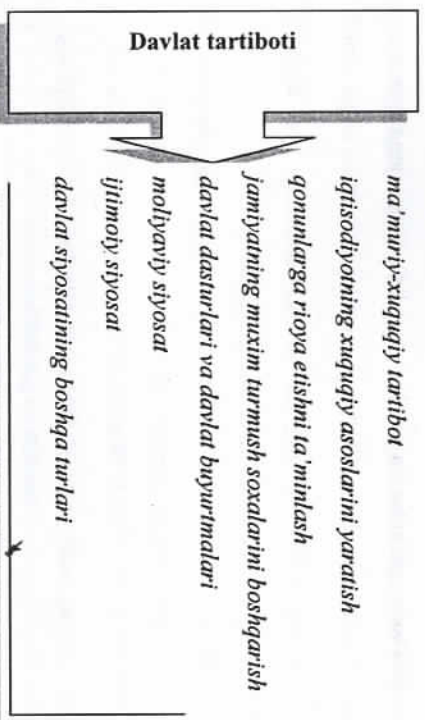 Davlat tartiboti
ma'muriy-xuquqiy tartibot
iqtisodiyotning xuquqiy asoslarini yaratish
qonunlarga rioya etishni ta'minlash
jamiyatning muxim turmush soxalarini boshqarish
davlat dasturlari va davlat buyurtmalari
moliyaviy siyosat
ijtimoiy siyosat
davlat siyosatining boshqa turlari